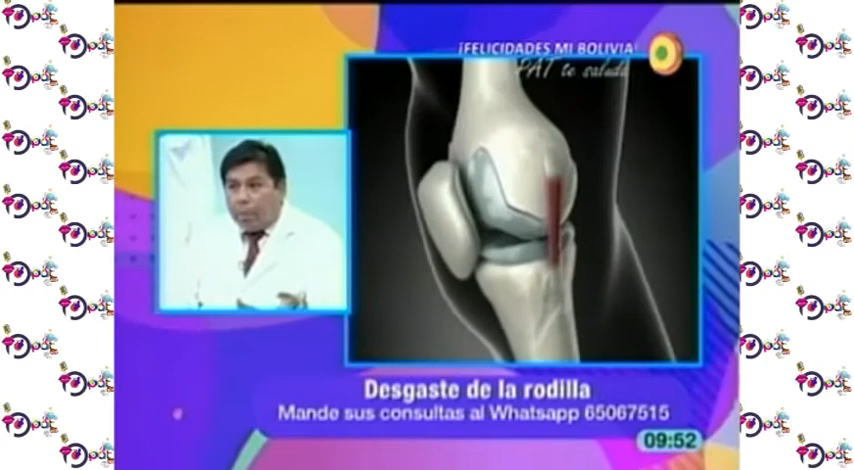 ¡FELICIDADES MI BOLIVIA!
PAT te saluda
Desgaste de la rodilla
Mande sus consultas al Whatsapp 65067515
09:52